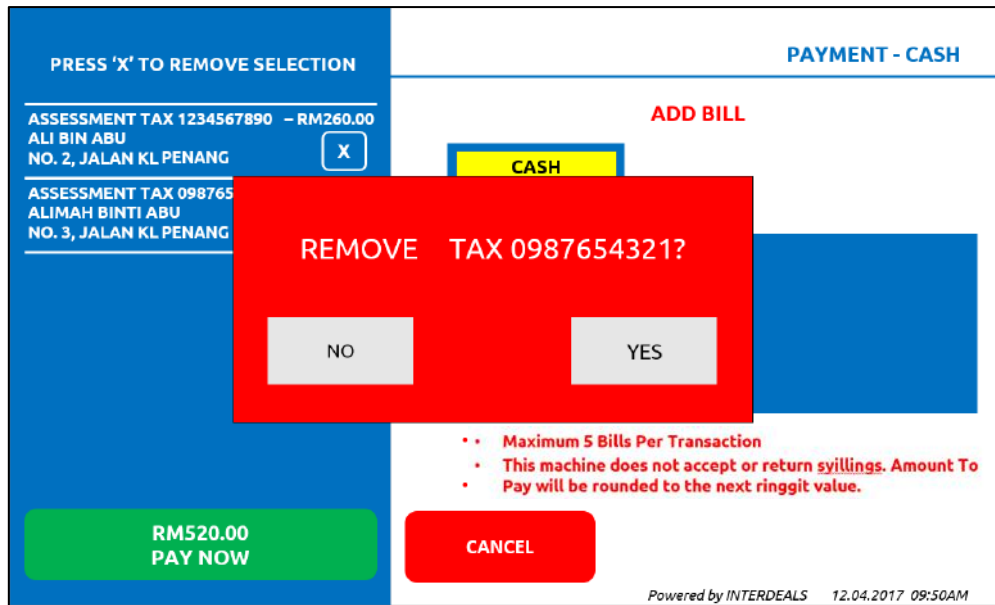 PRESS ‘X’ TO REMOVE SELECTION
ASSESSMENT TAX 1234567890 – RM260.00
ALI BIN ABU
NO. 2, JALAN KL PENANG
X
ASSESSMENT TAX 098765
ALIMAH BINTI ABU
NO. 3, JALAN KL PENANG
RM520.00
PAY NOW
PAYMENT - CASH
ADD BILL
CASH
REMOVE TAX 0987654321?
NO
YES
• • Maximum 5 Bills Per Transaction
• This machine does not accept or return syillings. Amount To
• Pay will be rounded to the next ringgit value.
CANCEL
Powered by INTERDEALS 12.04.2017 09:50AM